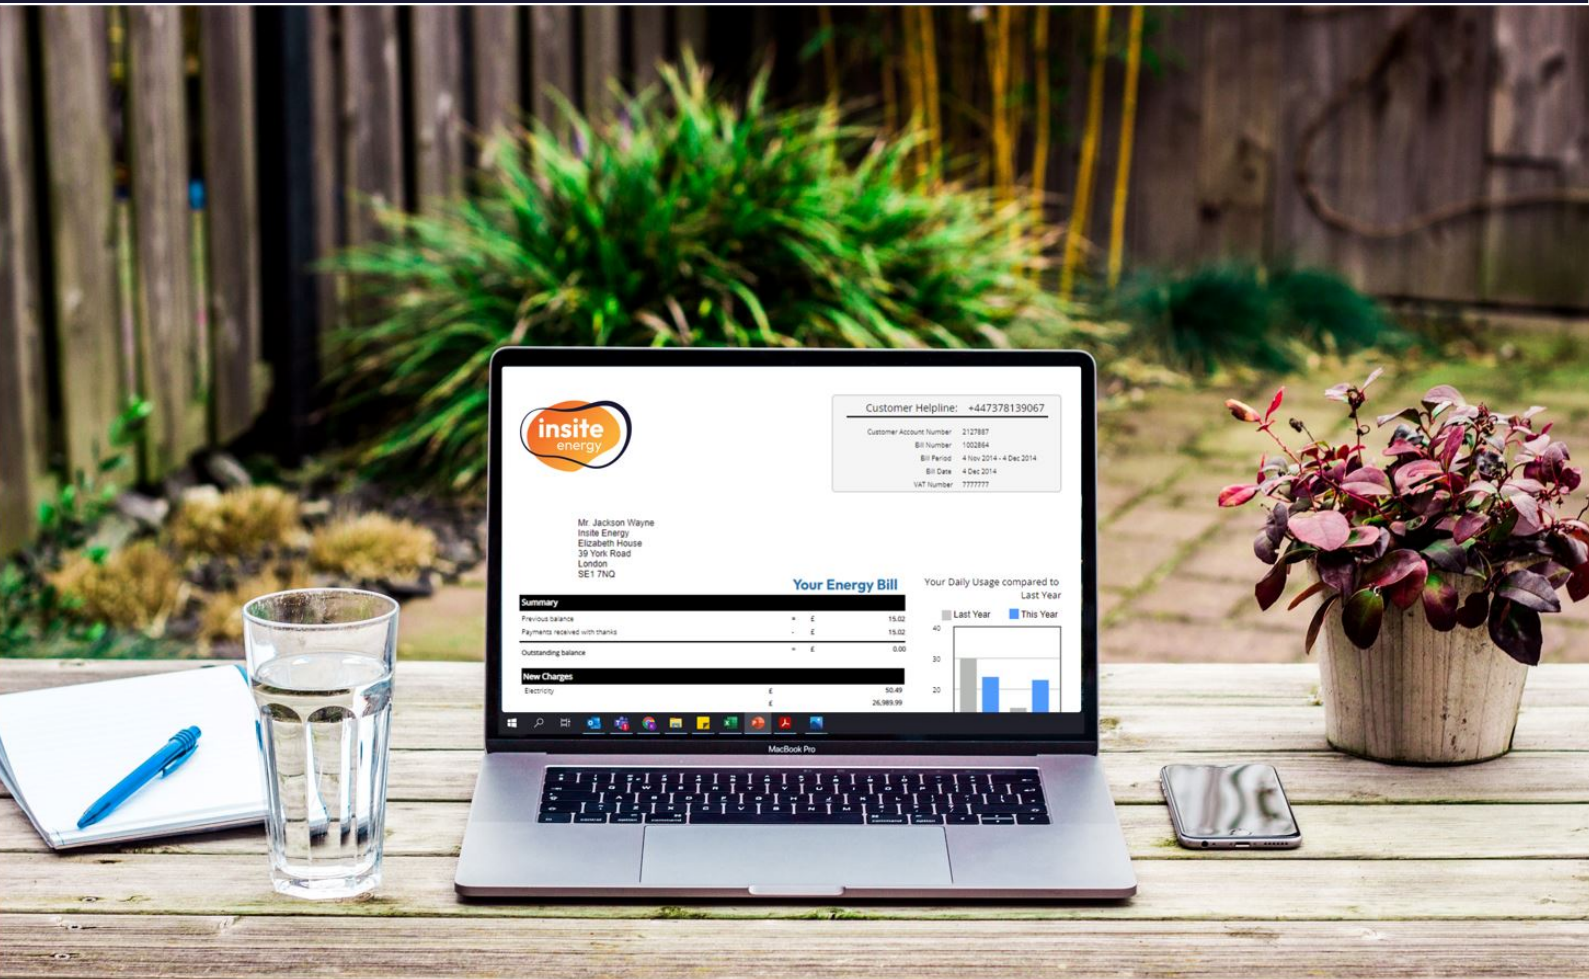 insite
energy
Customer Helpline: +447378139067
Customer Account Number 2127887
Bill Number 1002864
Bill Period 4 Nov 2014 - 4 Dec 2014
Bill Date 4 Dec 2014
VAT Number 7777777
Mr. Jackson Wayne
Insite Energy
Elizabeth House
39 York Road
London
SE1 7NQ
Your Energy Bill
Your Daily Usage compared to
Last Year
Last Year This Year
40
30
20
Summary
Previous balance + £ 15.02
Payments received with thanks - £ 15.02
Outstanding balance = £ 0.00
New Charges
Electricity £ 50.49
£ 26,989.99
MacBook Pro